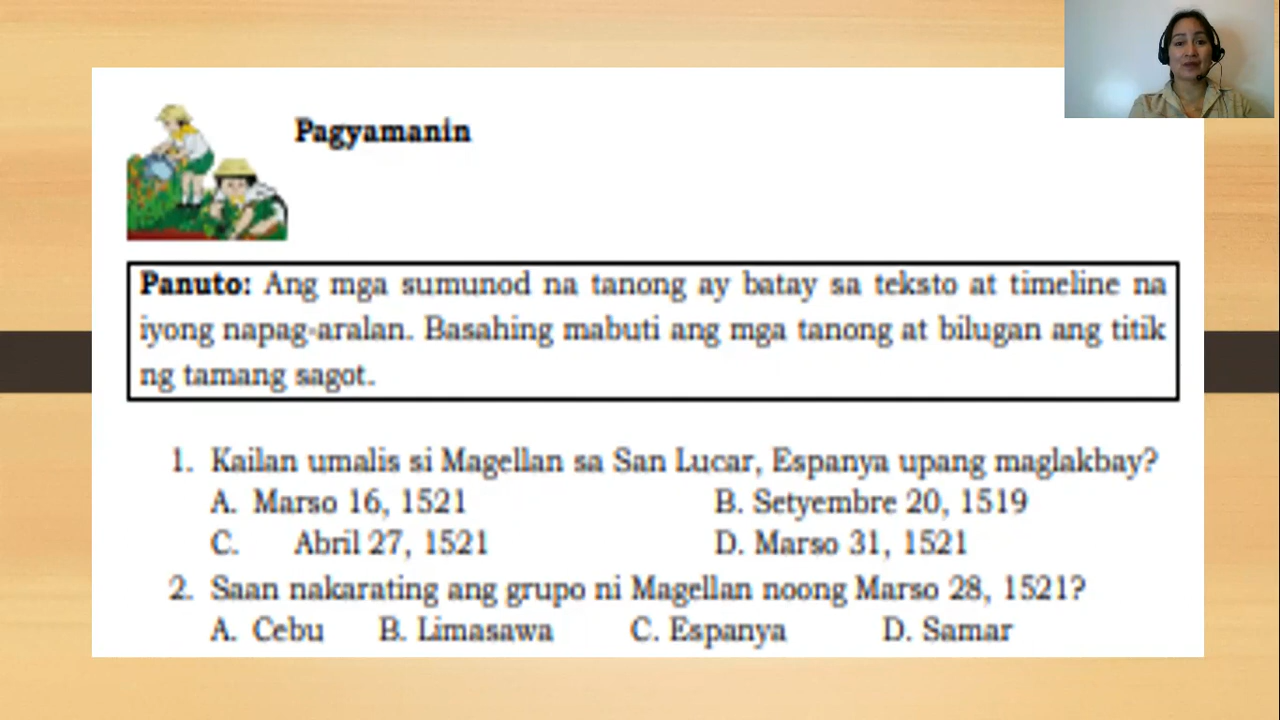 Pagyamanin
Panuto: Ang mga sumunod na tanong ay batay sa teksto at timeline na
iyong napag-aralan. Basahing mabuti ang mga tanong at bilugan ang titik
ng tamang sagot.
1. Kailan umalis si Magellan sa San Lucar, Espanya upang maglakbay?
A. Marso 16, 1521 B. Setyembre 20, 1519
C. Abril 27, 1521 D. Marso 31, 1521
2. Saan nakarating ang grupo ni Magellan noong Marso 28, 1521?
A. Cebu B. Limasawa C. Espanya D. Samar